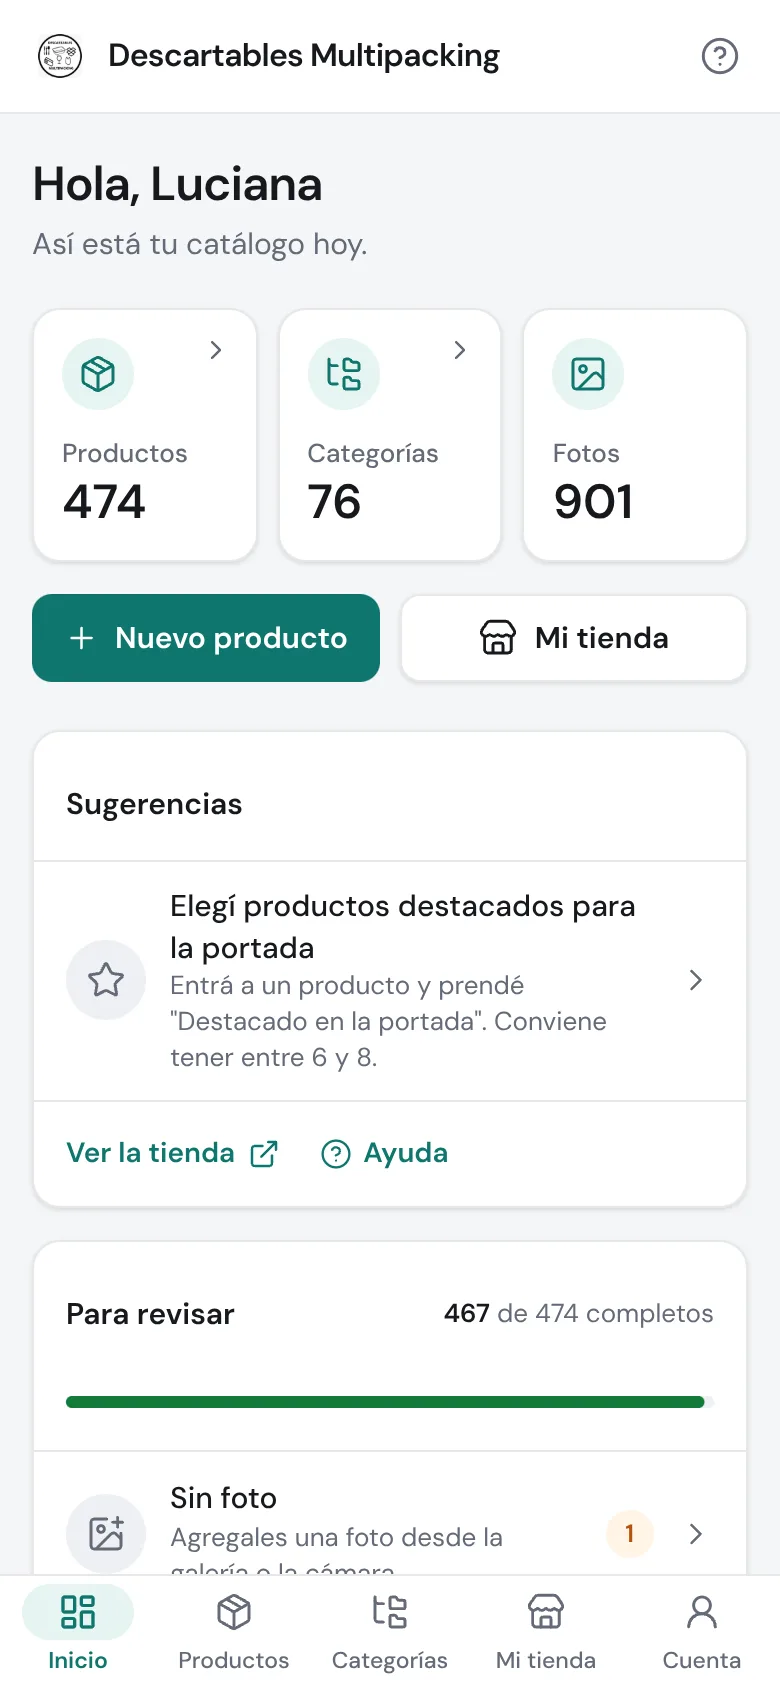 Descartables Multipacking
Hola, Luciana
Así está tu catálogo hoy.
Productos
474
Categorías
76
Fotos
901
Nuevo producto
Mi tienda
Sugerencias
Elegí productos destacados para
la portada
Entrá a un producto y prendé
"Destacado en la portada". Conviene
tener entre 6 y 8.
Ver la tienda
Ayuda
Para revisar
467 de 474 completos
Sin foto
Agregales una foto desde la
galería o la cámara
1
Inicio
Productos
Categorías
Mi tienda
Cuenta